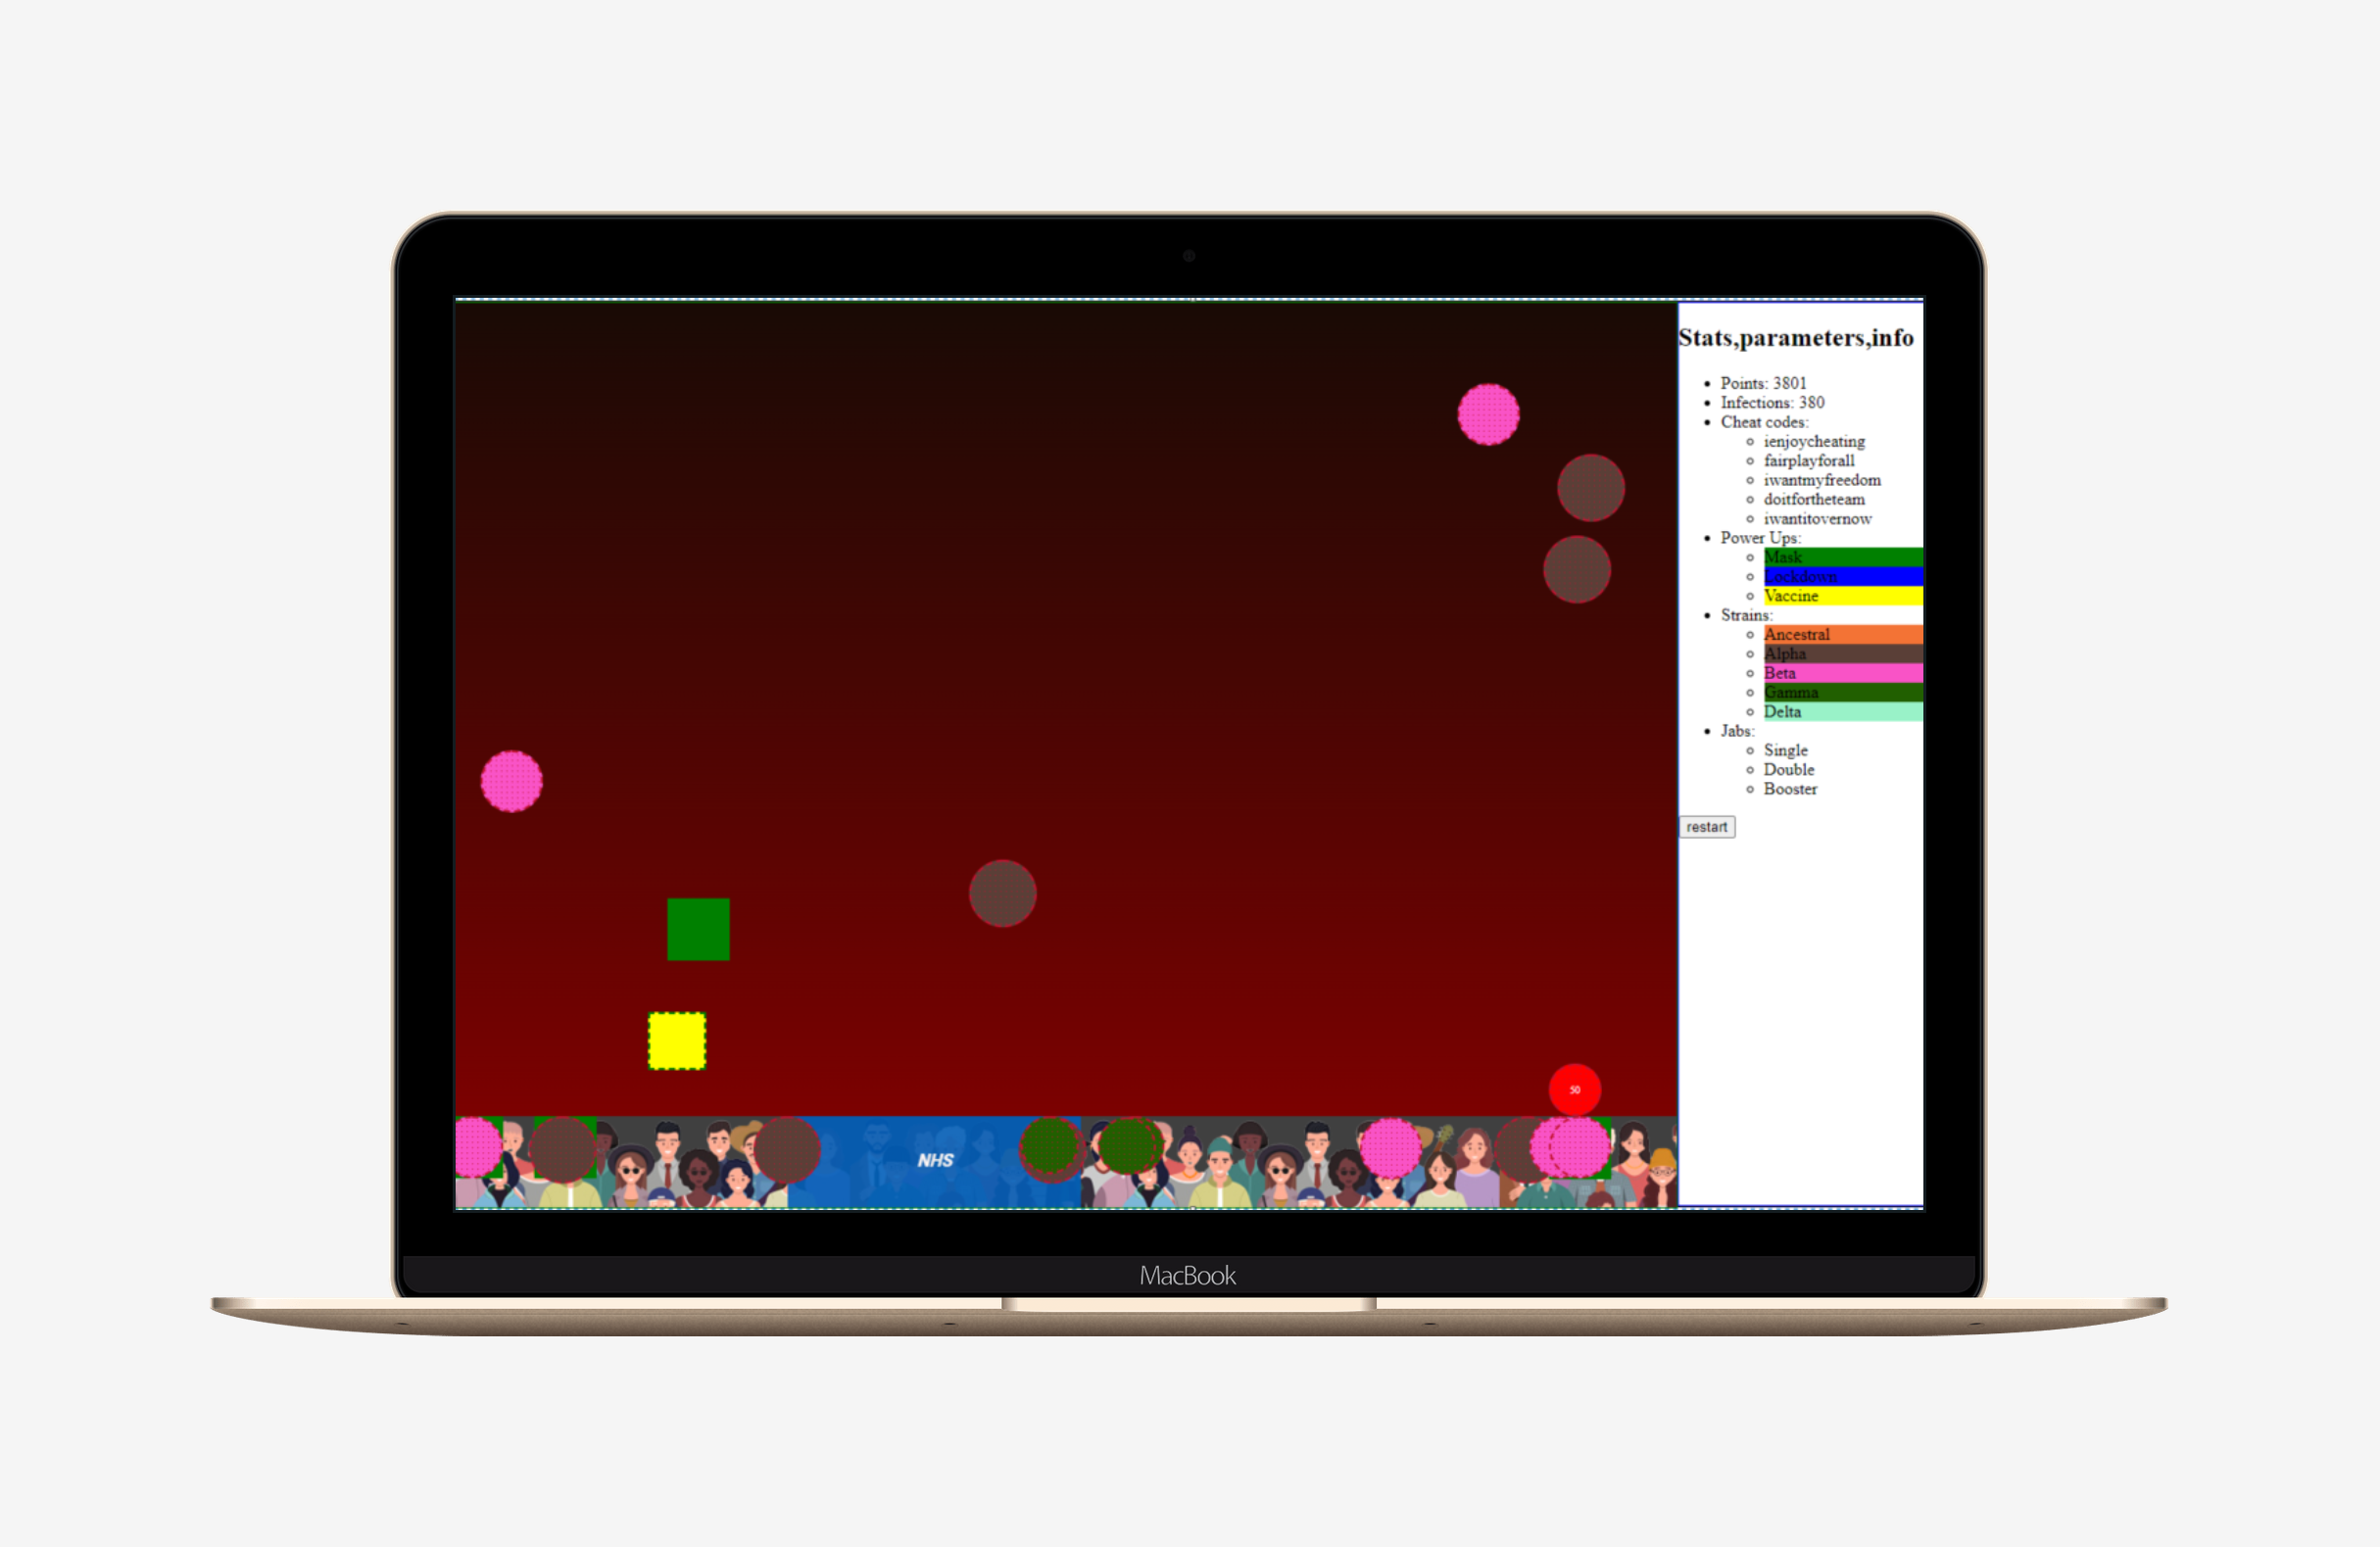 Stats,parameters,info
Points: 3801
Infections: 380
Cheat codes:
ienjoycheating
fairplayforall
iwantmyfreedom
doitfortheteam
iwantitovernow
Power Ups:
Mask
Lockdown
Vaccine
Strains:
Ancestral
Alpha
Beta
Gamma
Delta
Jabs:
Single
Double
Booster
restart
50
NHS
MacBook